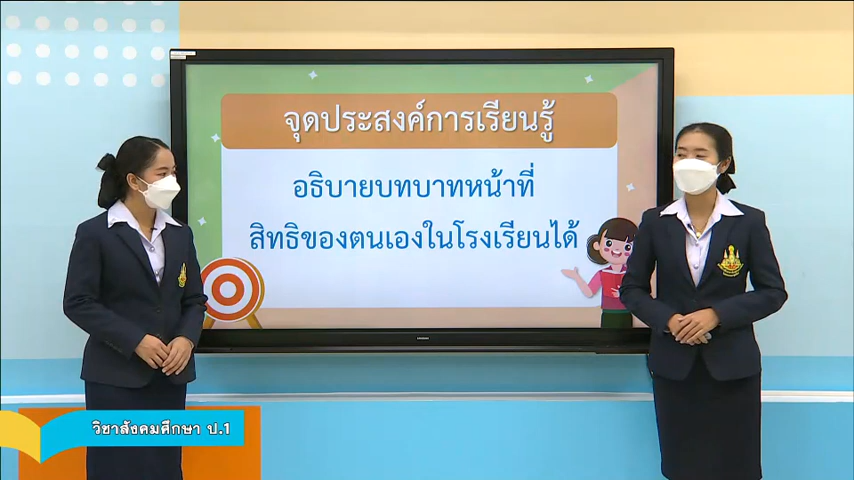 จุดประสงค์การเรียนรู้
อธิบายบทบาทหน้าที่
สิทธิของตนเองในโรงเรียนได้
วิชาสังคมศึกษา ป.1